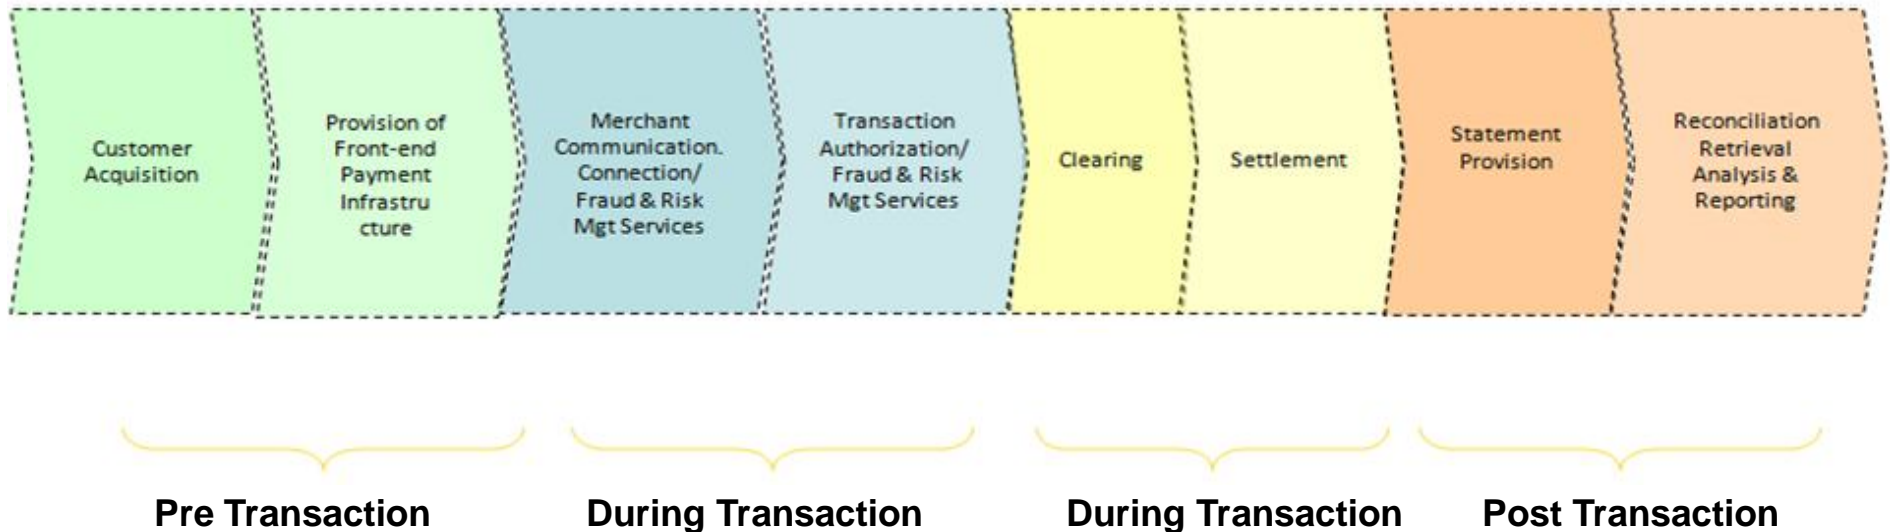 Customer
Acquisition
Provision of
Front-end
Payment
Infrastru
cture
Merchant
Communication.
Connection/
Fraud & Risk
Mgt Services
Transaction
Authorization/
Fraud & Risk
Mgt Services
Clearing
Settlement
Statement
Provision
Reconciliation
Retrieval
Analysis &
Reporting
Pre Transaction
During Transaction
During Transaction
Post Transaction